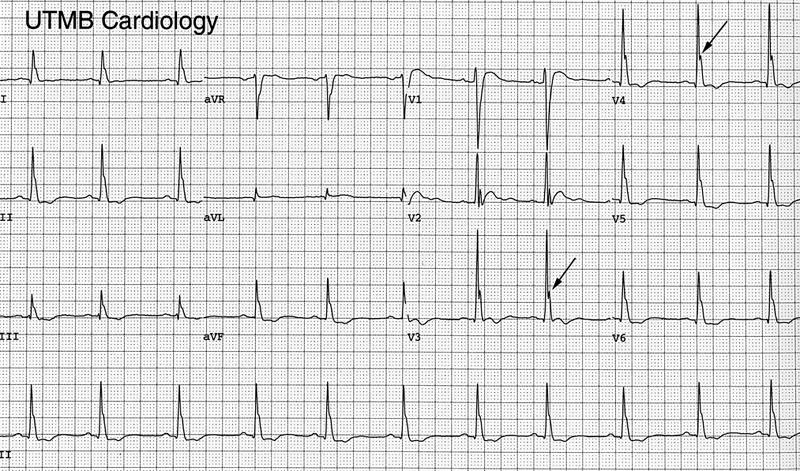 UTMB Cardiology
I aVR V1 V4
II aVL V2 V5
III aVF V3 V6
II